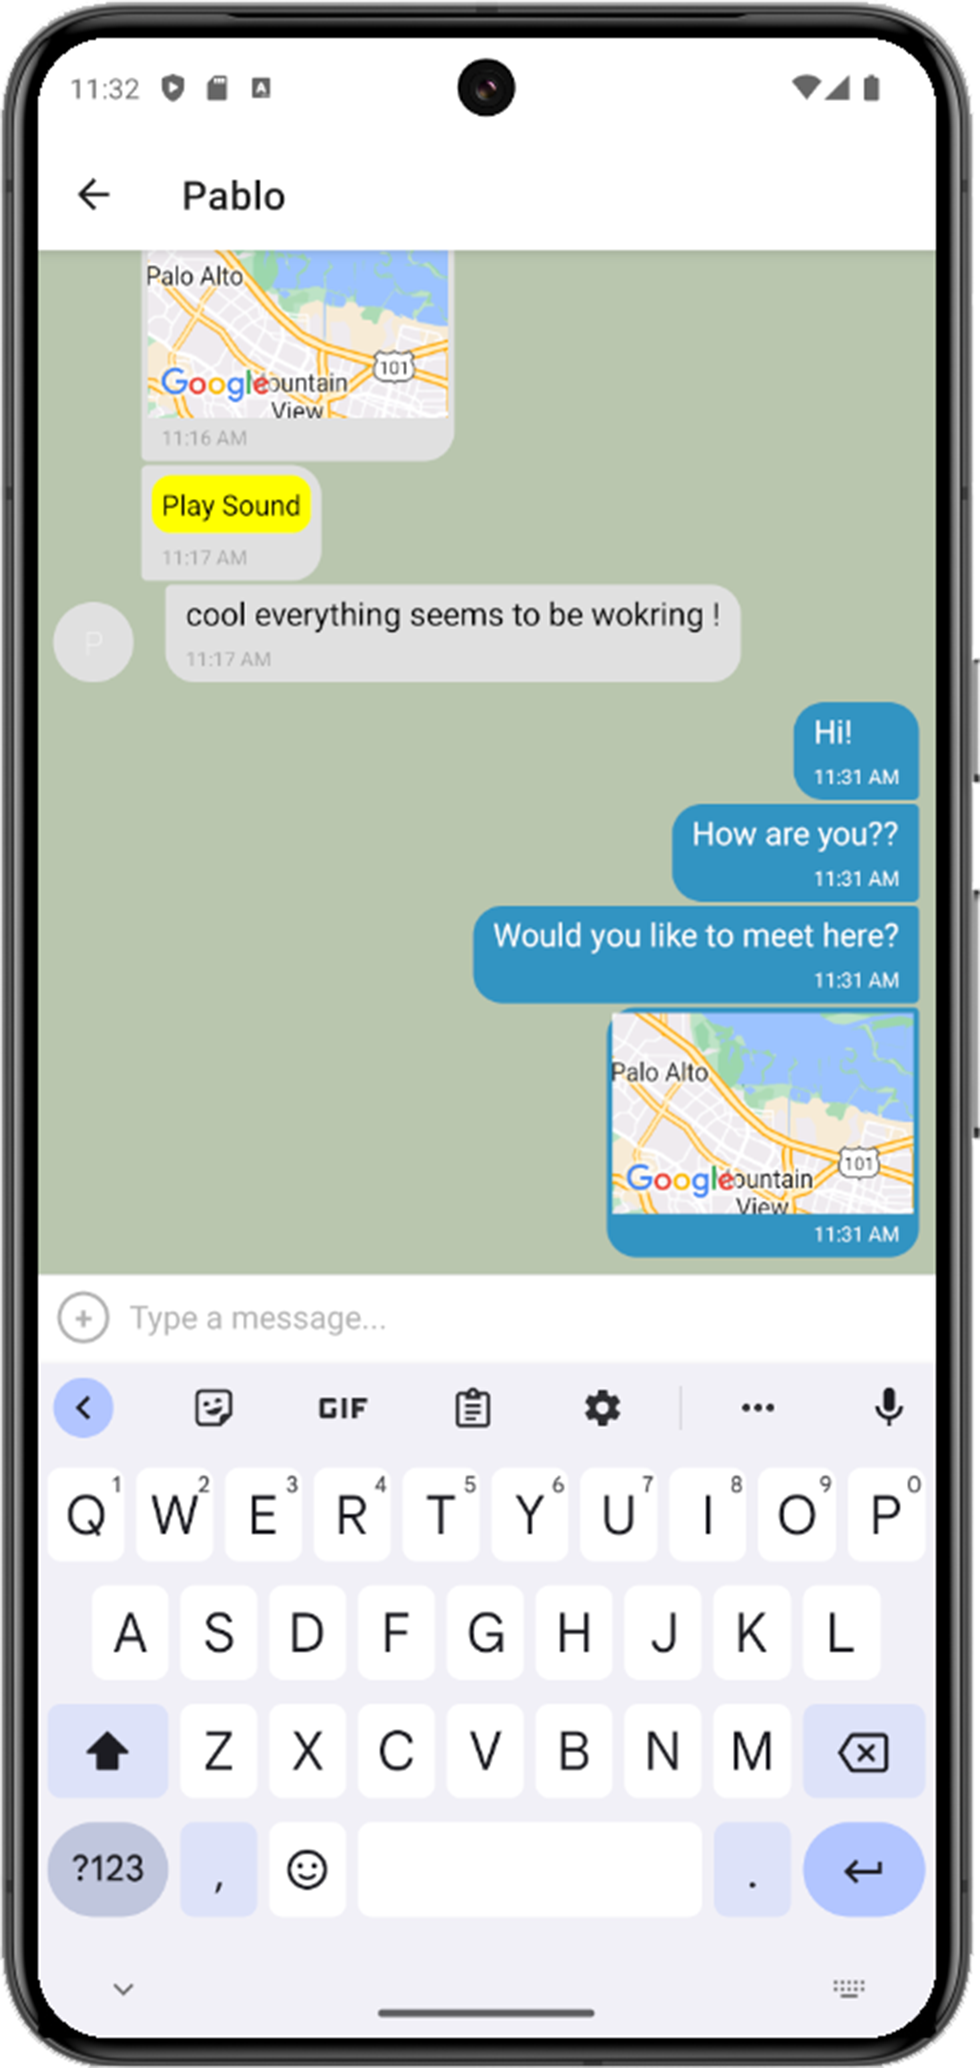 11:32
Pablo
Palo Alto
101
Google
ountain
View
11:16 AM
Play Sound
11:17 AM
cool everything seems to be wokring !
P
11:17 AM
Hi!
11:31 AM
How are you??
11:31 AM
Would you like to meet here?
11:31 AM
Palo Alto
101
Google
ountain
View
11:31 AM
Type a message...
GIF
Q1 W2 E3 R4 T5 Y6 U7 I8 O9 P0
A S D F G H J K L
Z X C V B N M
?123 , .